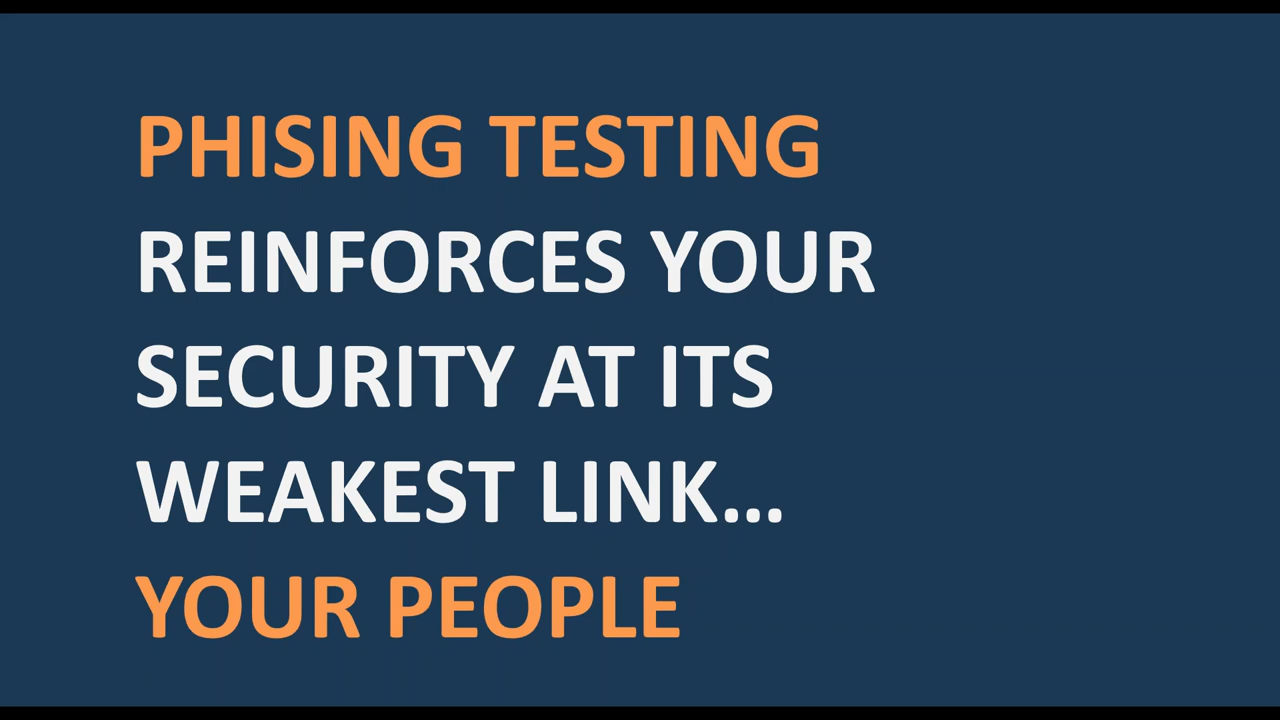 PHISING TESTING
REINFORCES YOUR
SECURITY AT ITS
WEAKEST LINK...
YOUR PEOPLE